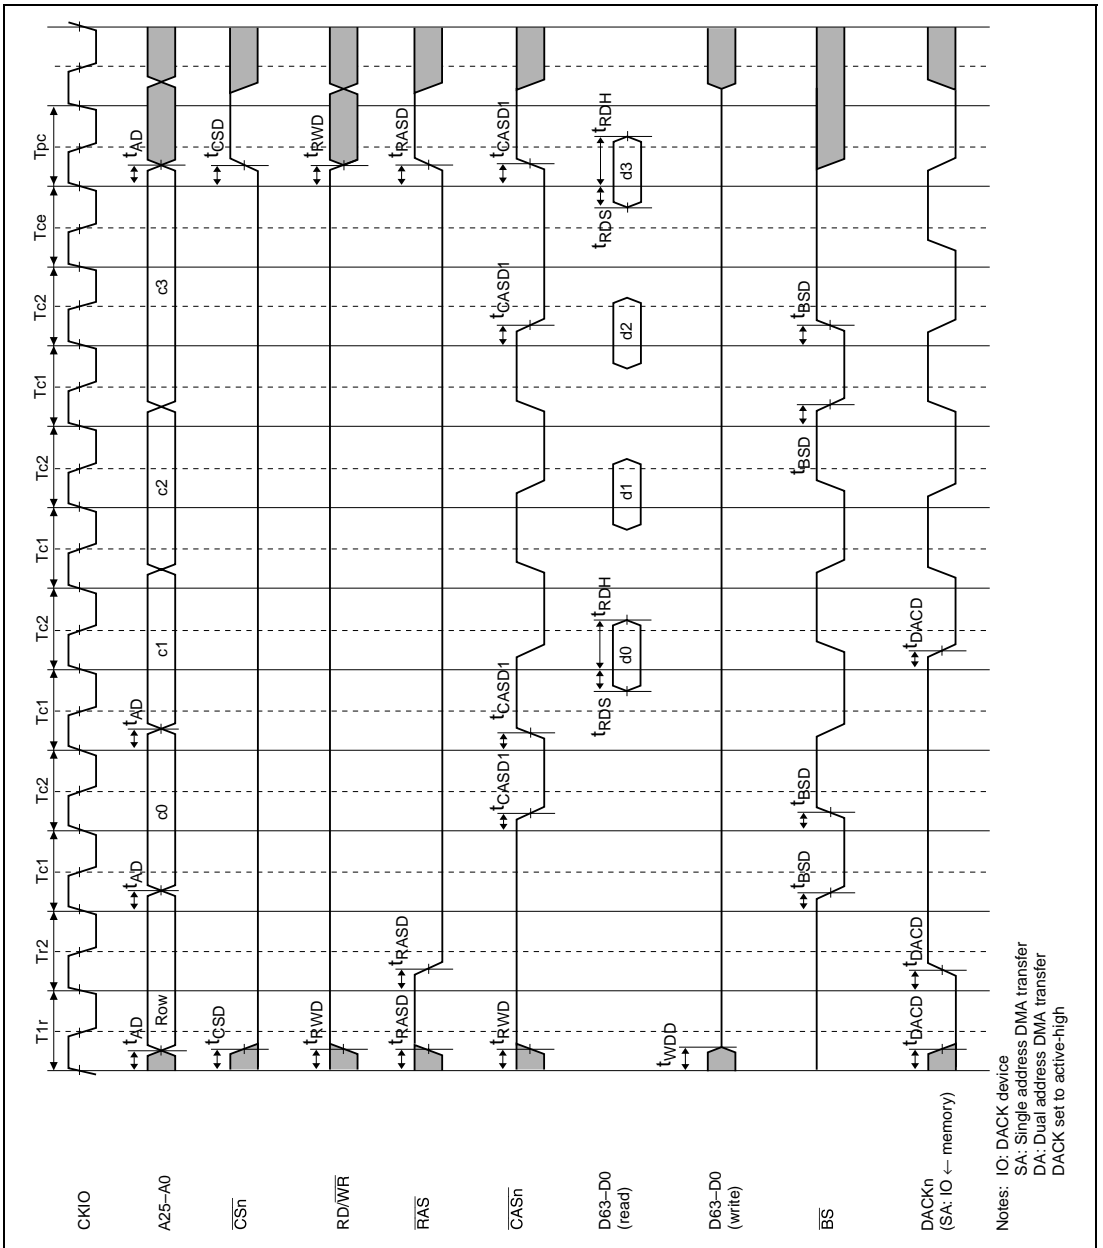 T1r Tr2 Tc1 Tc2 Tc1 Tc2 Tc1 Tc2 Tc1 Tc2 Tce Tpc
CKIO
tAD tAD tAD tAD
A25–A0 Row c0 c1 c2 c3
tCSD tCSD
CSn
tRWD tRWD
RD/WR
tRASD tRASD tRASD
RAS
tRWD tCASD1 tCASD1 tCASD1 tCASD1
CASn
tRDS tRDH tRDS tRDH
D63–D0 d0 d1 d2 d3
(read)
tWDD
D63–D0
(write)
tBSD tBSD tBSD tBSD
BS
tDACD tDACD tDACD
DACKn
(SA: IO ← memory)
Notes: IO: DACK device
SA: Single address DMA transfer
DA: Dual address DMA transfer
DACK set to active-high